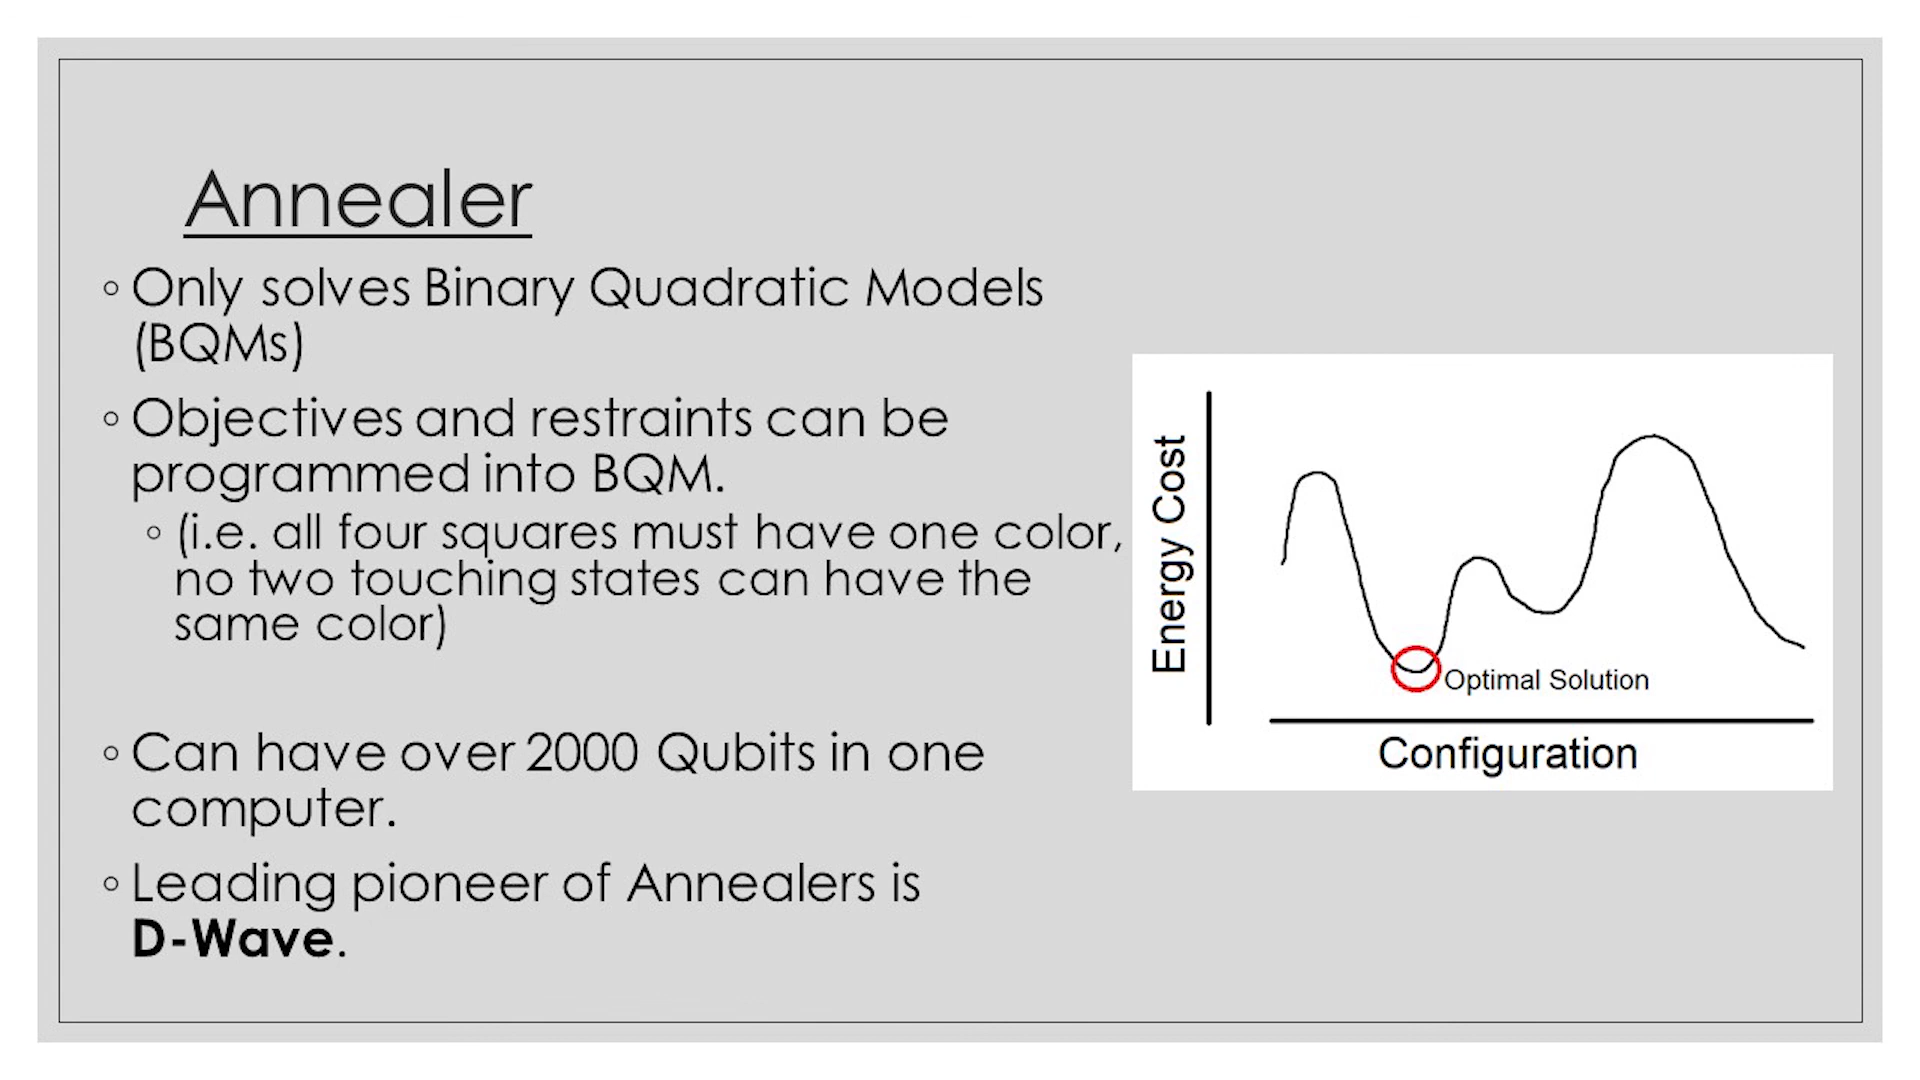 Annealer
◦ Only solves Binary Quadratic Models
(BQMs)
◦ Objectives and restraints can be
programmed into BQM.
◦ (i.e. all four squares must have one color,
no two touching states can have the
same color)
◦ Can have over 2000 Qubits in one
computer.
◦ Leading pioneer of Annealers is
D-Wave.
Energy Cost
Optimal Solution
Configuration